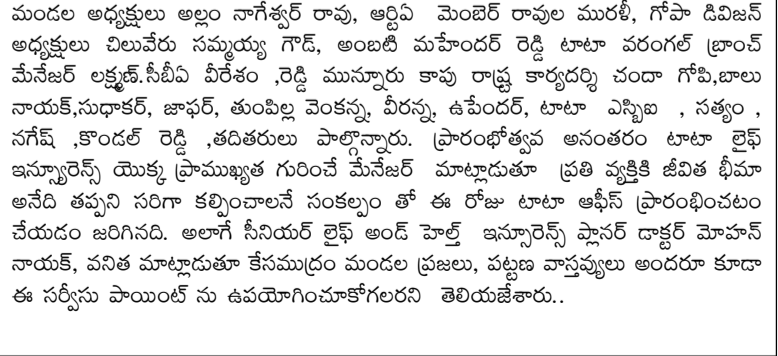 మండల అధ్యక్షులు అల్లం నాగేశ్వర్ రావు, ఆర్టిఏ మెంబెర్ రావుల మురళీ, గోపా డివిజన్
అధ్యక్షులు చిలువేరు సమ్మయ్య గౌడ్, అంబటి మహేందర్ రెడ్డి టాటా వరంగల్ బ్రాంచ్
మేనేజర్ లక్ష్మణ్.సీబీఏ వీరేశం ,రెడ్డి మున్నూరు కాపు రాష్ట్ర కార్యదర్శి చందా గోపి,బాలు
నాయక్,సుధాకర్, జాఫర్, తుంపిల్ల వెంకన్న, వీరన్న, ఉపేందర్, టాటా ఎస్బిఐ , సత్యం ,
నగేష్ ,కొండల్ రెడ్డి ,తదితరులు పాల్గొన్నారు. ప్రారంభోత్వవ అనంతరం టాటా లైఫ్
ఇన్స్యూరెన్స్ యొక్క ప్రాముఖ్యత గురించే మేనేజర్ మాట్లాడుతూ ప్రతి వ్యక్తికి జీవిత భీమా
అనేది తప్పని సరిగా కల్పించాలనే సంకల్పం తో ఈ రోజు టాటా ఆఫీస్ ప్రారంభించటం
చేయడం జరిగినది. అలాగే సీనియర్ లైఫ్ అండ్ హెల్త్ ఇన్సూరెన్స్ ప్లానర్ డాక్టర్ మోహన్
నాయక్, వనిత మాట్లాడుతూ కేసముద్రం మండల ప్రజలు, పట్టణ వాస్తవ్యులు అందరూ కూడా
ఈ సర్వీసు పాయింట్ ను ఉపయోగించూకోగలరని తెలియజేశారు..